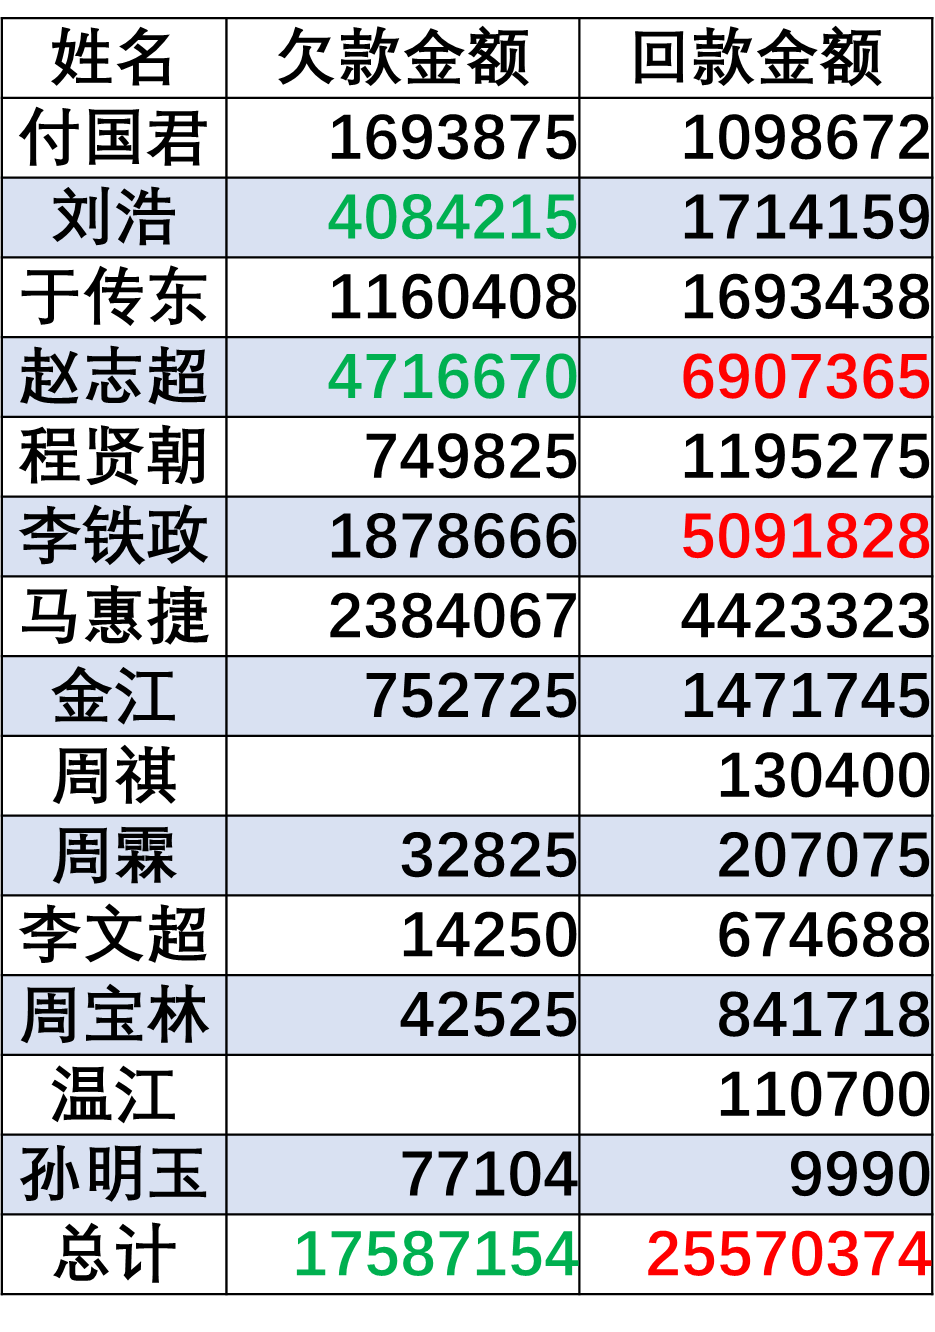 姓名 欠款金额 回款金额
付国君 1693875 1098672
刘浩 4084215 1714159
于传东 1160408 1693438
赵志超 4716670 6907365
程贤朝 749825 1195275
李铁政 1878666 5091828
马惠捷 2384067 4423323
金江 752725 1471745
周祺 130400
周霖 32825 207075
李文超 14250 674688
周宝林 42525 841718
温江 110700
孙明玉 77104 9990
总计 17587154 25570374